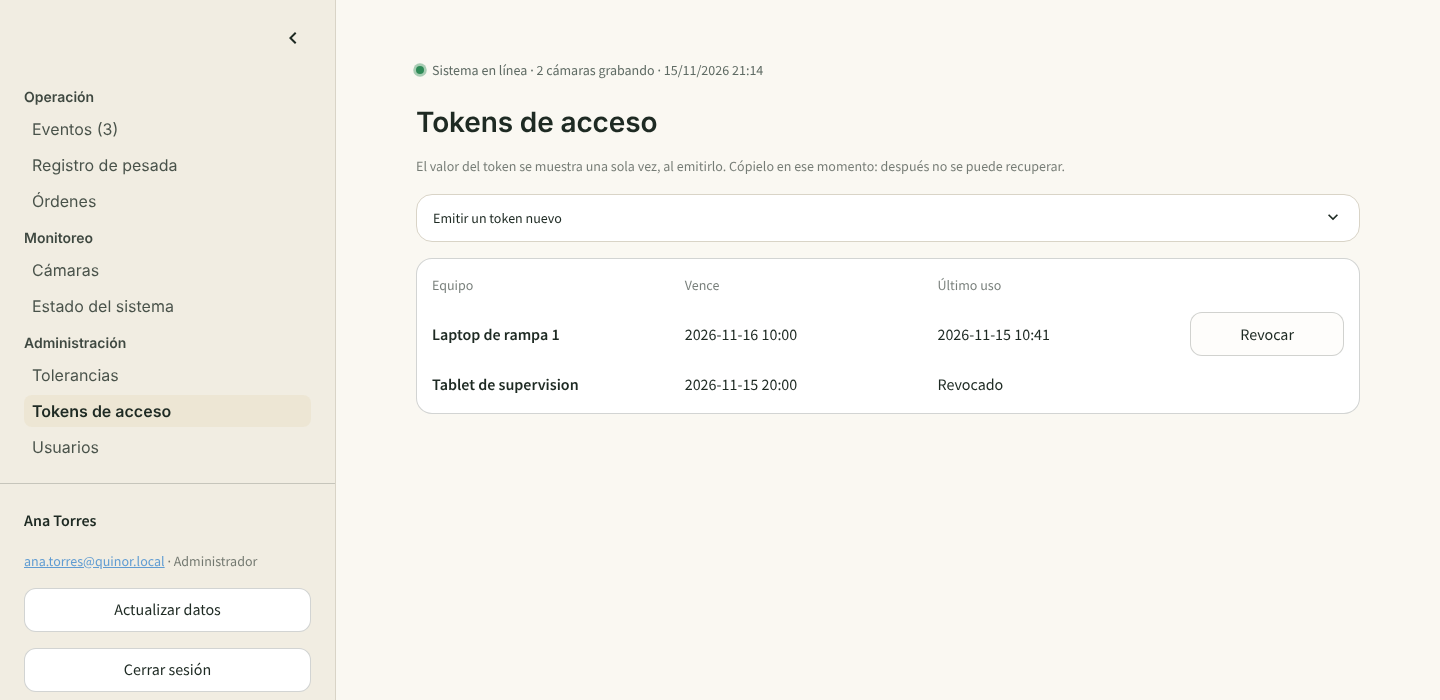 Operación
Eventos (3)
Registro de pesada
Órdenes
Monitoreo
Cámaras
Estado del sistema
Administración
Tolerancias
Tokens de acceso
Usuarios
Ana Torres
ana.torres@quinor.local · Administrador
Actualizar datos
Cerrar sesión
Sistema en línea · 2 cámaras grabando · 15/11/2026 21:14
Tokens de acceso
El valor del token se muestra una sola vez, al emitirlo. Cópielo en ese momento: después no se puede recuperar.
Emitir un token nuevo
Equipo Vence Último uso
Laptop de rampa 1 2026-11-16 10:00 2026-11-15 10:41 Revocar
Tablet de supervision 2026-11-15 20:00 Revocado